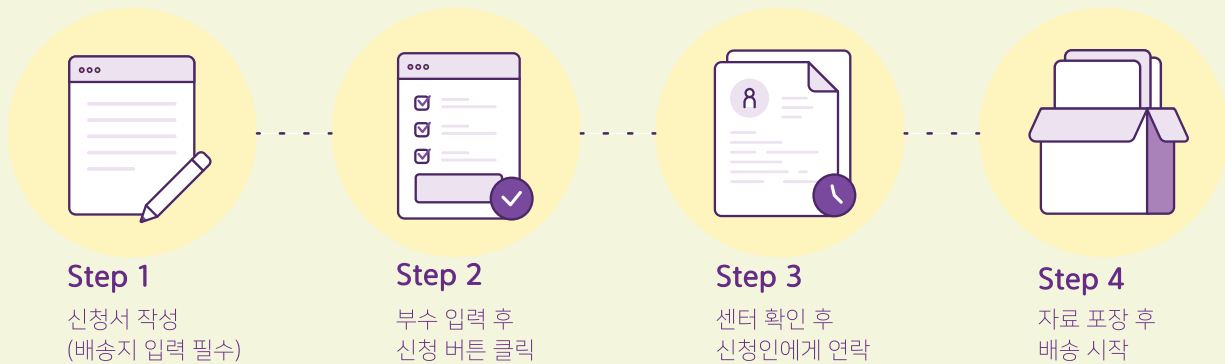 Step 1
신청서 작성
(배송지 입력 필수)
Step 2
부수 입력 후
신청 버튼 클릭
Step 3
센터 확인 후
신청인에게 연락
Step 4
자료 포장 후
배송 시작